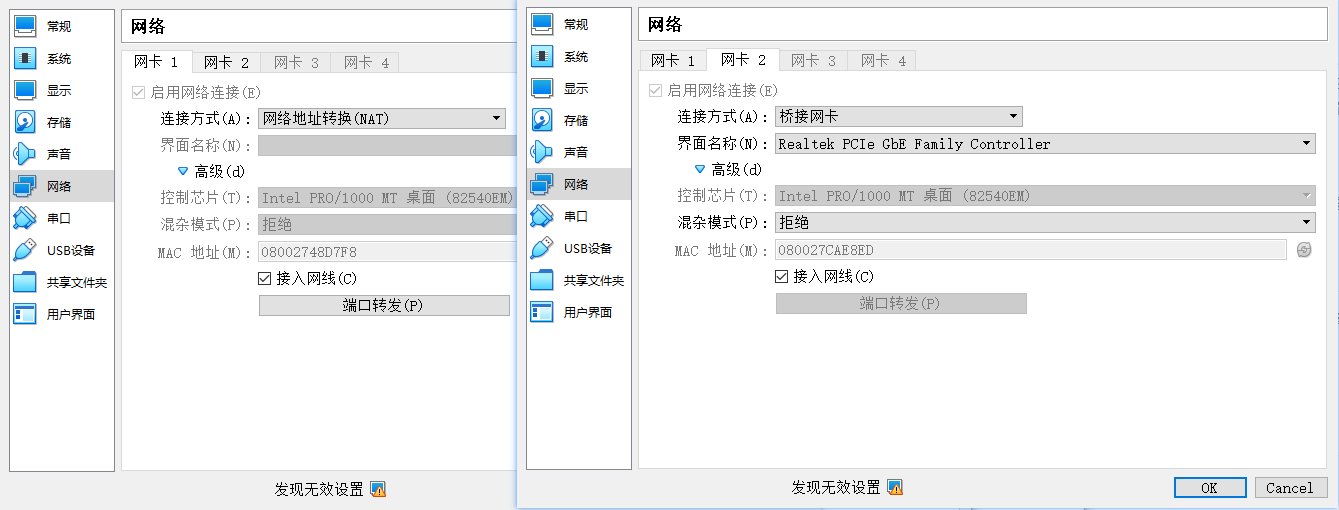 常规
系统
显示
存储
声音
网络
串口
USB设备
共享文件夹
用户界面
网络
网卡 1
网卡 2
网卡 3
网卡 4
启用网络连接(E)
连接方式(A): 网络地址转换(NAT)
界面名称(N):
高级(d)
控制芯片(T): Intel PRO/1000 MT 桌面 (82540EM)
混杂模式(P): 拒绝
MAC 地址(M): 08002748D7F8
接入网线(C)
端口转发(P)
发现无效设置
常规
系统
显示
存储
声音
网络
串口
USB设备
共享文件夹
用户界面
网络
网卡 1
网卡 2
网卡 3
网卡 4
启用网络连接(E)
连接方式(A): 桥接网卡
界面名称(N): Realtek PCIe GbE Family Controller
高级(d)
控制芯片(T): Intel PRO/1000 MT 桌面 (82540EM)
混杂模式(P): 拒绝
MAC 地址(M): 080027CAE8ED
接入网线(C)
端口转发(P)
发现无效设置
OK
Cancel